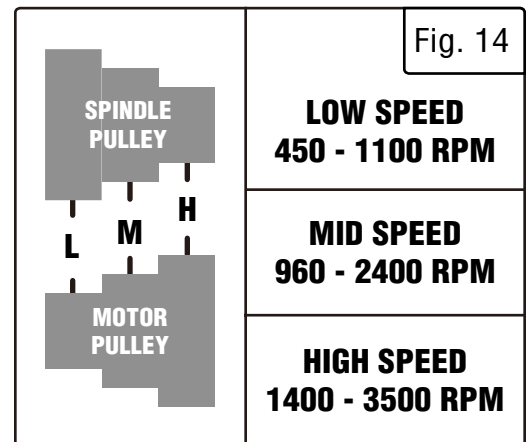 Fig. 14
SPINDLE
PULLEY
L
M
H
MOTOR
PULLEY
LOW SPEED
450 - 1100 RPM
MID SPEED
960 - 2400 RPM
HIGH SPEED
1400 - 3500 RPM